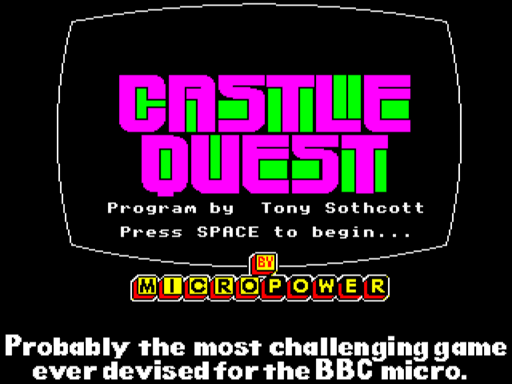 CASTLE
QUEST
Program by Tony Sothcott
Press SPACE to begin...
BY
MICROPOWER
Probably the most challenging game
ever devised for the BBC micro.